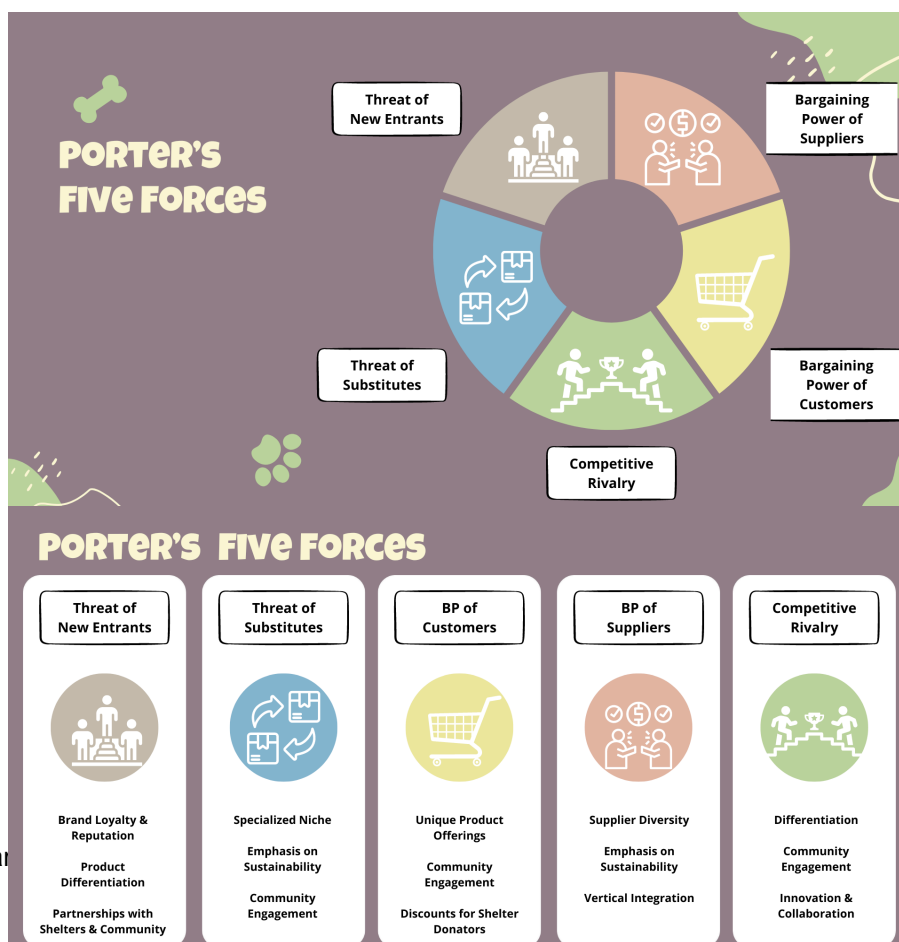 PORTER'S
FIVE FORCES
Threat of
New Entrants
Bargaining
Power of
Suppliers
Threat of
Substitutes
Bargaining
Power of
Customers
Competitive
Rivalry
PORTER'S FIVE FORCES
Threat of
New Entrants
Brand Loyalty &
Reputation
Product
Differentiation
Partnerships with
Shelters & Community
Threat of
Substitutes
Specialized Niche
Emphasis on
Sustainability
Community
Engagement
BP of
Customers
Unique Product
Offerings
Community
Engagement
Discounts for Shelter
Donators
BP of
Suppliers
Supplier Diversity
Emphasis on
Sustainability
Vertical Integration
Competitive
Rivalry
Differentiation
Community
Engagement
Innovation &
Collaboration